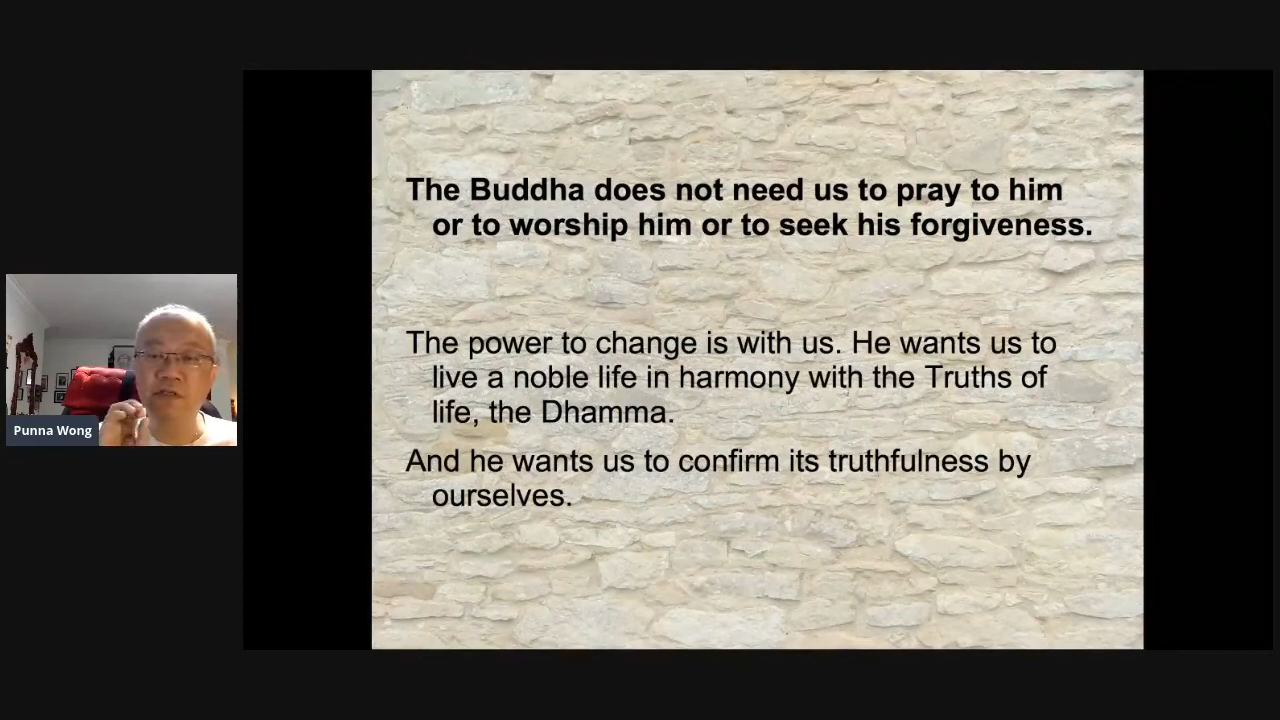 The Buddha does not need us to pray to him
or to worship him or to seek his forgiveness.
The power to change is with us. He wants us to
live a noble life in harmony with the Truths of
life, the Dhamma.
And he wants us to confirm its truthfulness by
ourselves.
Punna Wong